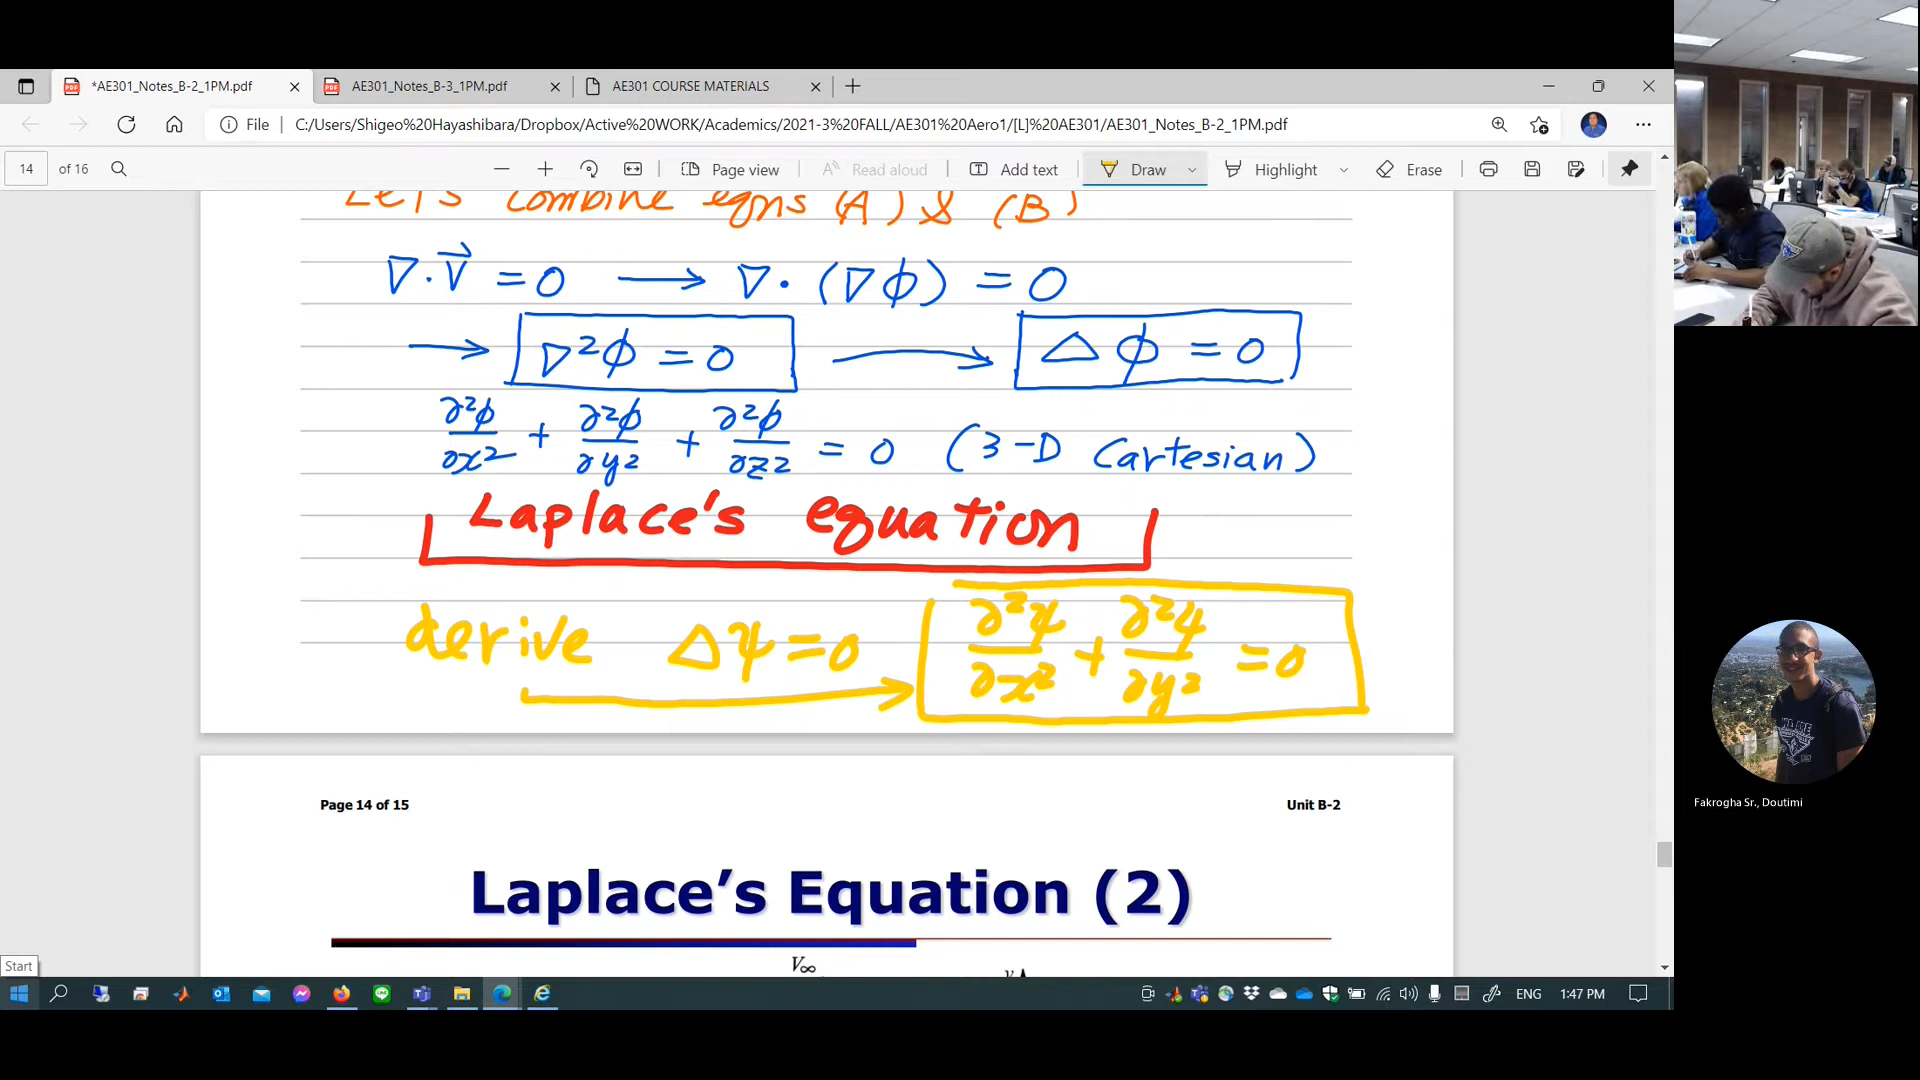 *AE301_Notes_B-2_1PM.pdf
AE301_Notes_B-3_1PM.pdf
AE301 COURSE MATERIALS
File
C:/Users/Shigeo%20Hayashibara/Dropbox/Active%20WORK/Academics/2021-3%20FALL/AE301%20Aero1/[L]%20AE301/AE301_Notes_B-2_1PM.pdf
14 of 16
Page view
Read aloud
Add text
Draw
Highlight
Erase
Let's combine eqns (A) & (B)
∇·V⃗ = 0 → ∇·(∇ϕ) = 0
→ ∇²ϕ = 0 → Δϕ = 0
∂²ϕ/∂x² + ∂²ϕ/∂y² + ∂²ϕ/∂z² = 0 (3-D Cartesian)
Laplace's equation
derive Δψ=0 → ∂²ψ/∂x² + ∂²ψ/∂y² = 0
Page 14 of 15
Unit B-2
Laplace’s Equation (2)
V∞
y
Start
ENG
1:47 PM
Fakrogha Sr., Doutimi